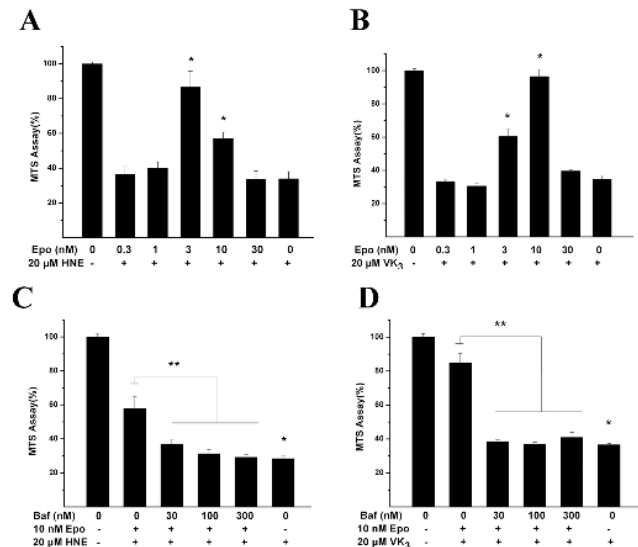 A
MTS Assay(%)
100
80
60
40
20
*
*
Epo (nM) 0 0.3 1 3 10 30 0
20 µM HNE - + + + + + +
B
MTS Assay(%)
100
80
60
40
20
*
*
Epo (nM) 0 0.3 1 3 10 30 0
20 µM VK3 - + + + + + +
C
MTS Assay(%)
100
80
60
40
20
**
*
Baf (nM) 0 0 30 100 300 0
10 nM Epo - + + + + -
20 µM HNE - + + + + +
D
MTS Assay(%)
100
80
60
40
20
**
*
Baf (nM) 0 0 30 100 300 0
10 nM Epo - + + + + -
20 µM VK3 - + + + + +